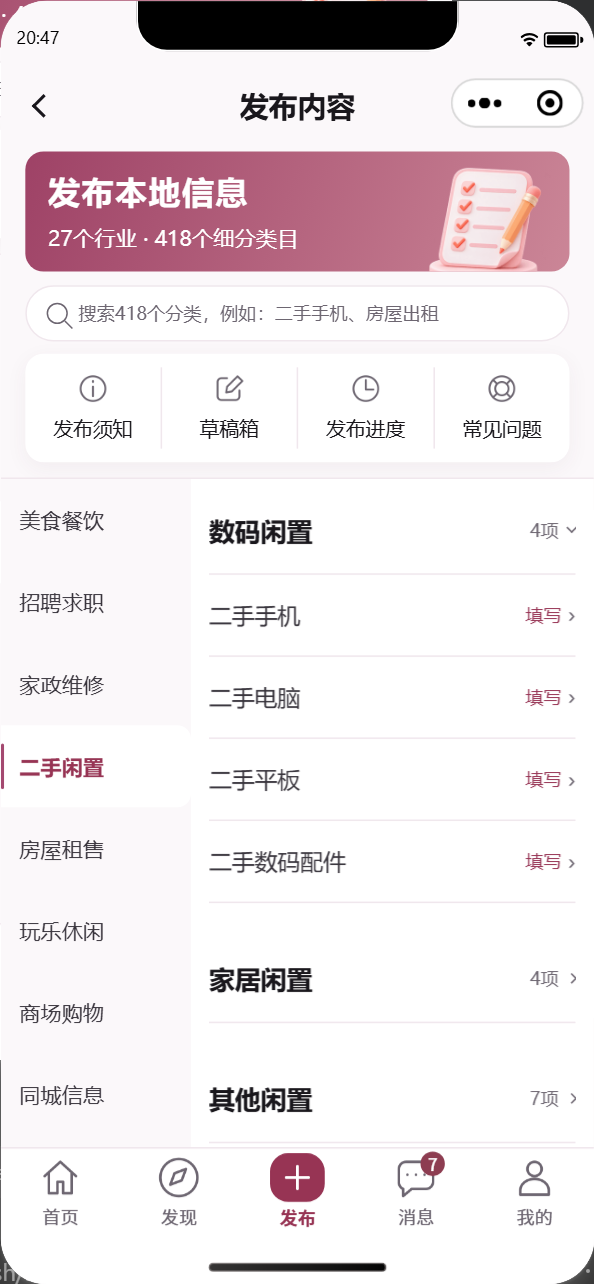 20:47
发布内容
发布本地信息
27个行业 · 418个细分类目
搜索418个分类，例如：二手手机、房屋出租
发布须知 草稿箱 发布进度 常见问题
美食餐饮
招聘求职
家政维修
二手闲置
房屋租售
玩乐休闲
商场购物
同城信息
数码闲置 4项
二手手机 填写
二手电脑 填写
二手平板 填写
二手数码配件 填写
家居闲置 4项
其他闲置 7项
7
首页 发现 发布 消息 我的